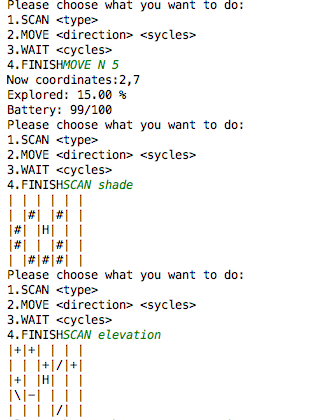 Please choose what you want to do:
1.SCAN <type>
2.MOVE <direction> <sycles>
3.WAIT <cycles>
4.FINISHMOVE N 5
Now coordinates:2,7
Explored: 15.00 %
Battery: 99/100
Please choose what you want to do:
1.SCAN <type>
2.MOVE <direction> <sycles>
3.WAIT <cycles>
4.FINISHSCAN shade
| | | | | |
| |#| |#| |
|#| |H| | |
|#| | |#| |
| |#|#|#| |
Please choose what you want to do:
1.SCAN <type>
2.MOVE <direction> <sycles>
3.WAIT <cycles>
4.FINISHSCAN elevation
|+|+| | | |
| | |+|/|+|
|+| |H| | |
|\|-| | | |
| | | |/| |